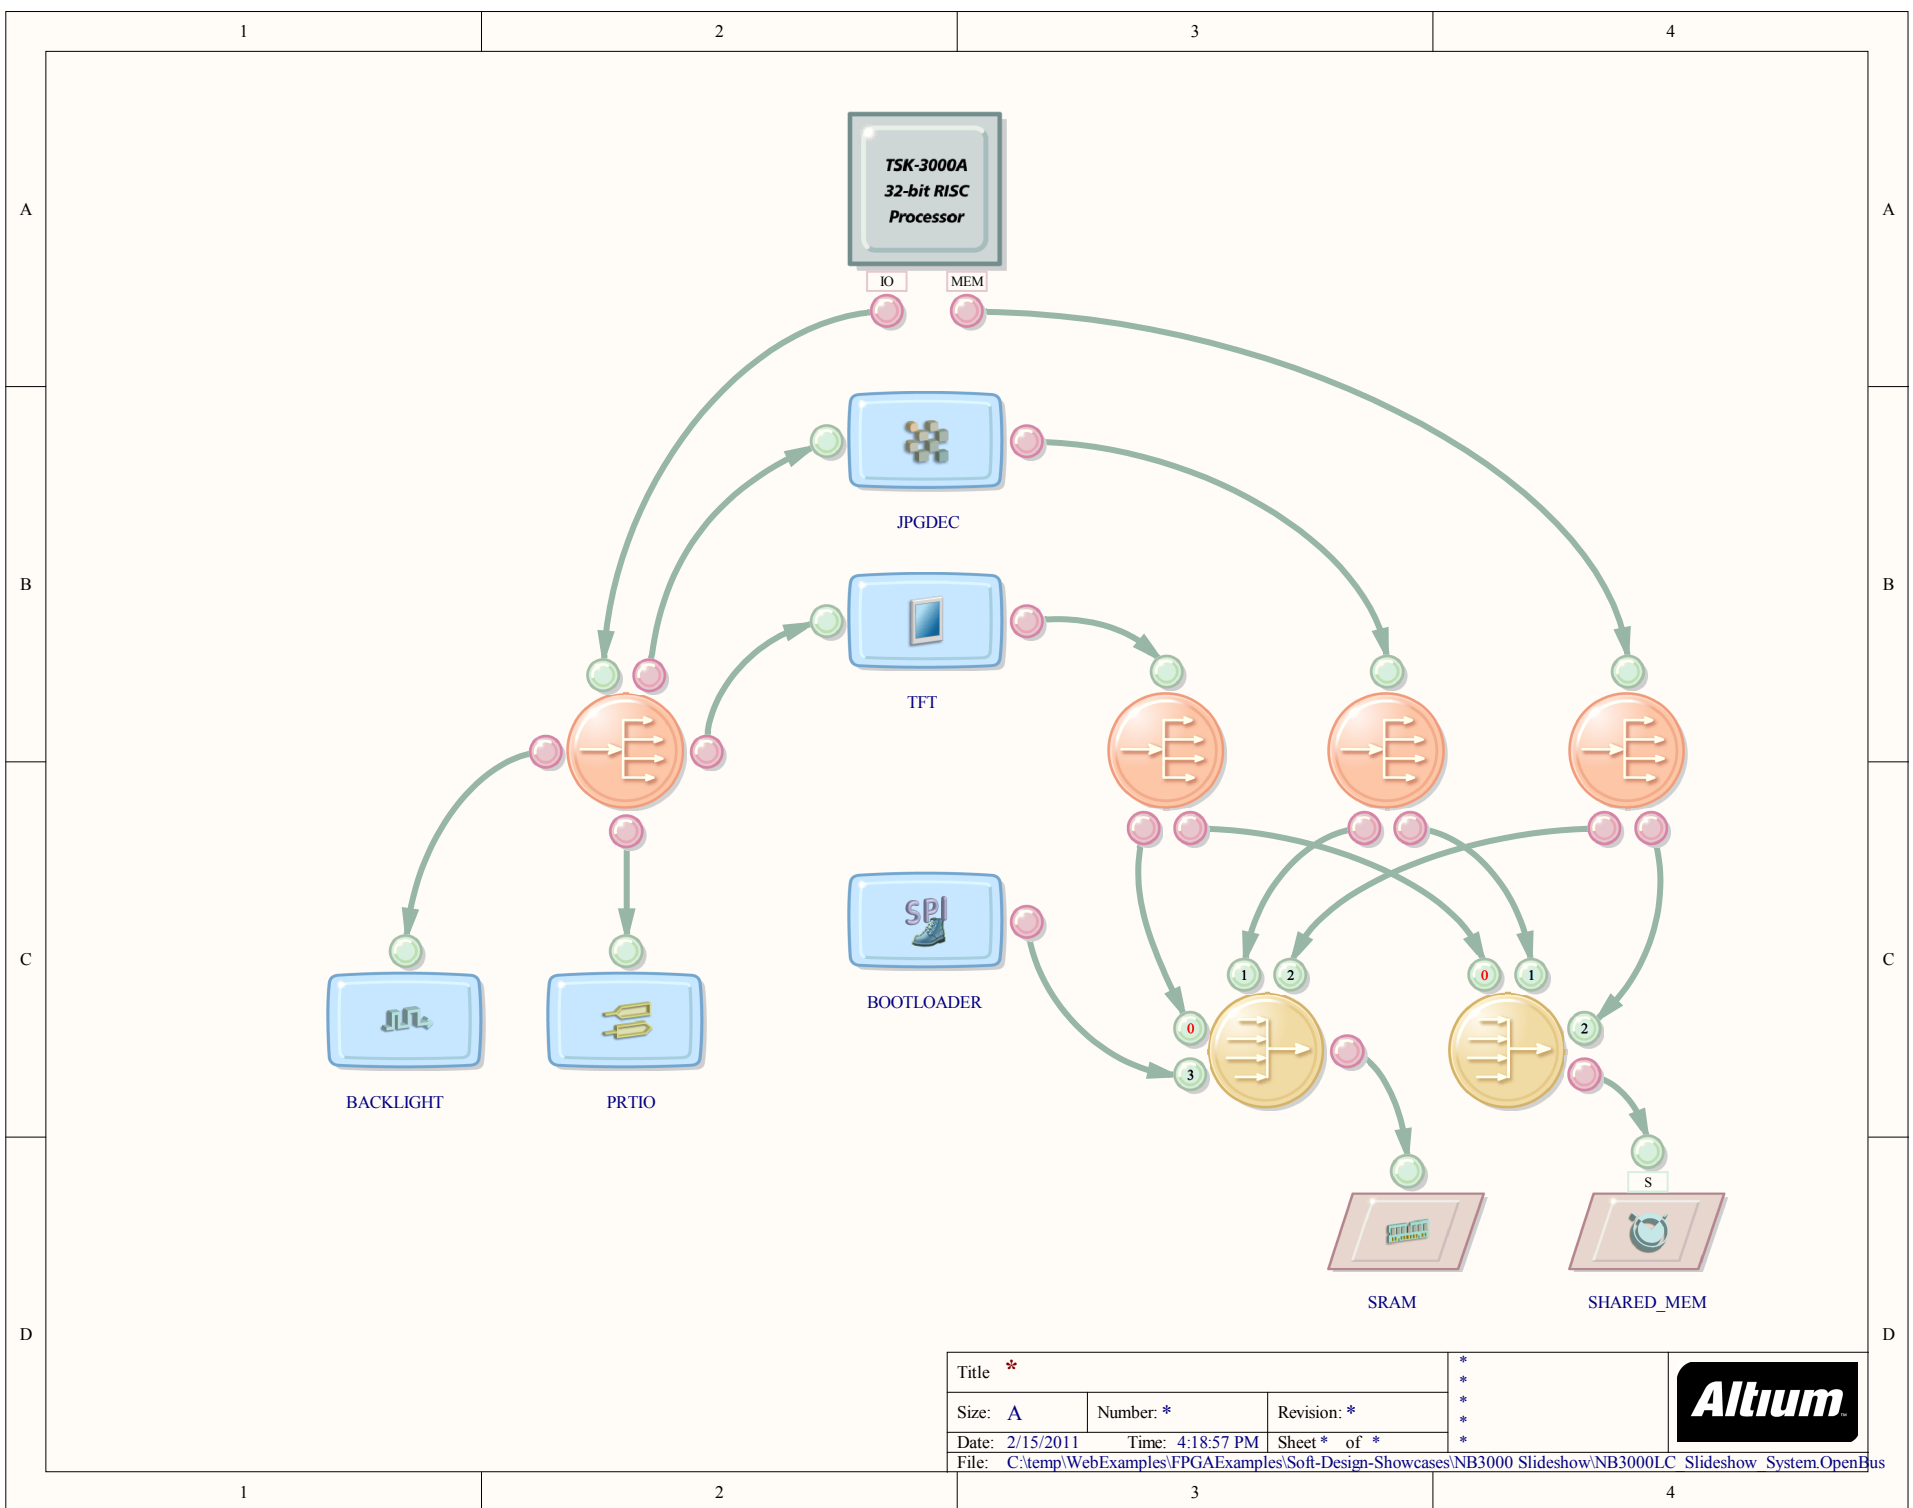 1 2 3 4
A A
TSK-3000A
32-bit RISC
Processor
IO MEM
JPGDEC
B B
TFT
SPI
C C
1 2 0 1
BOOTLOADER
0 2
3
BACKLIGHT PRTIO
S
SRAM SHARED_MEM
D D
Title *
*
*
*
*
*
Altium
Size: A Number: * Revision: *
Date: 2/15/2011 Time: 4:18:57 PM Sheet * of *
File: C:\temp\WebExamples\FPGAExamples\Soft-Design-Showcases\NB3000 Slideshow\NB3000LC_Slideshow_System.OpenBus
1 2 3 4